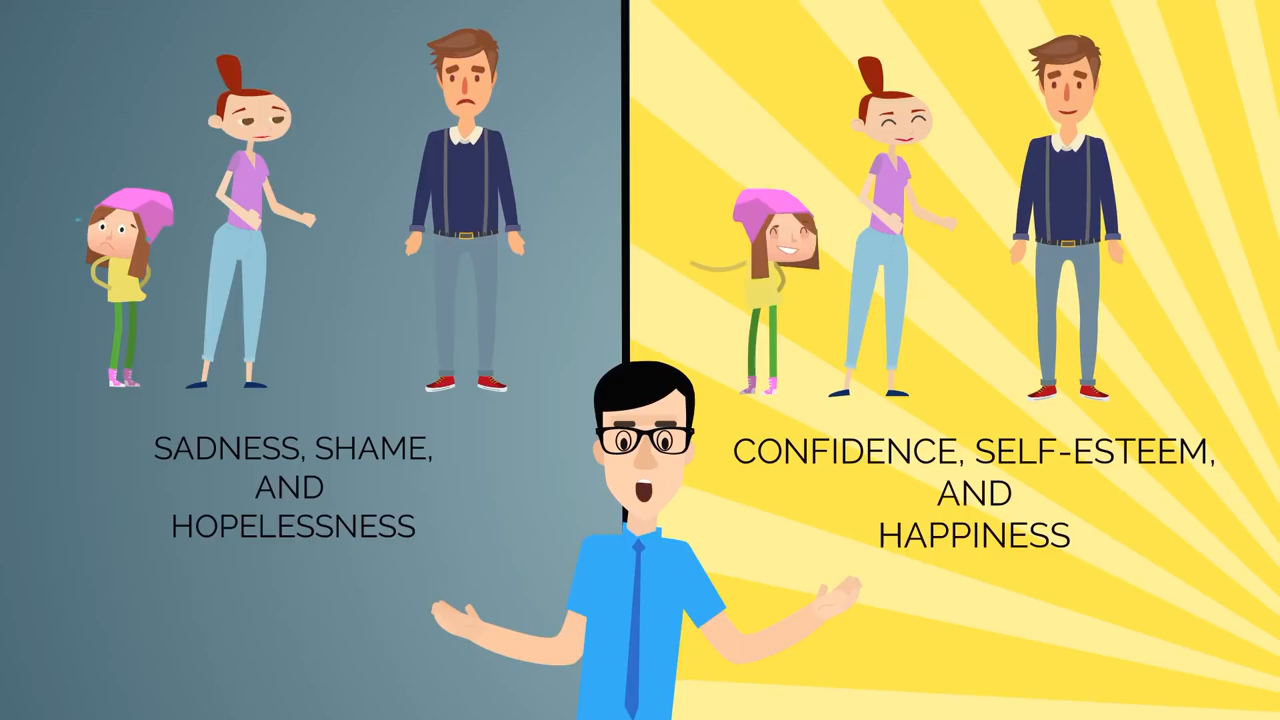 SADNESS, SHAME,
AND
HOPELESSNESS
CONFIDENCE, SELF-ESTEEM,
AND
HAPPINESS